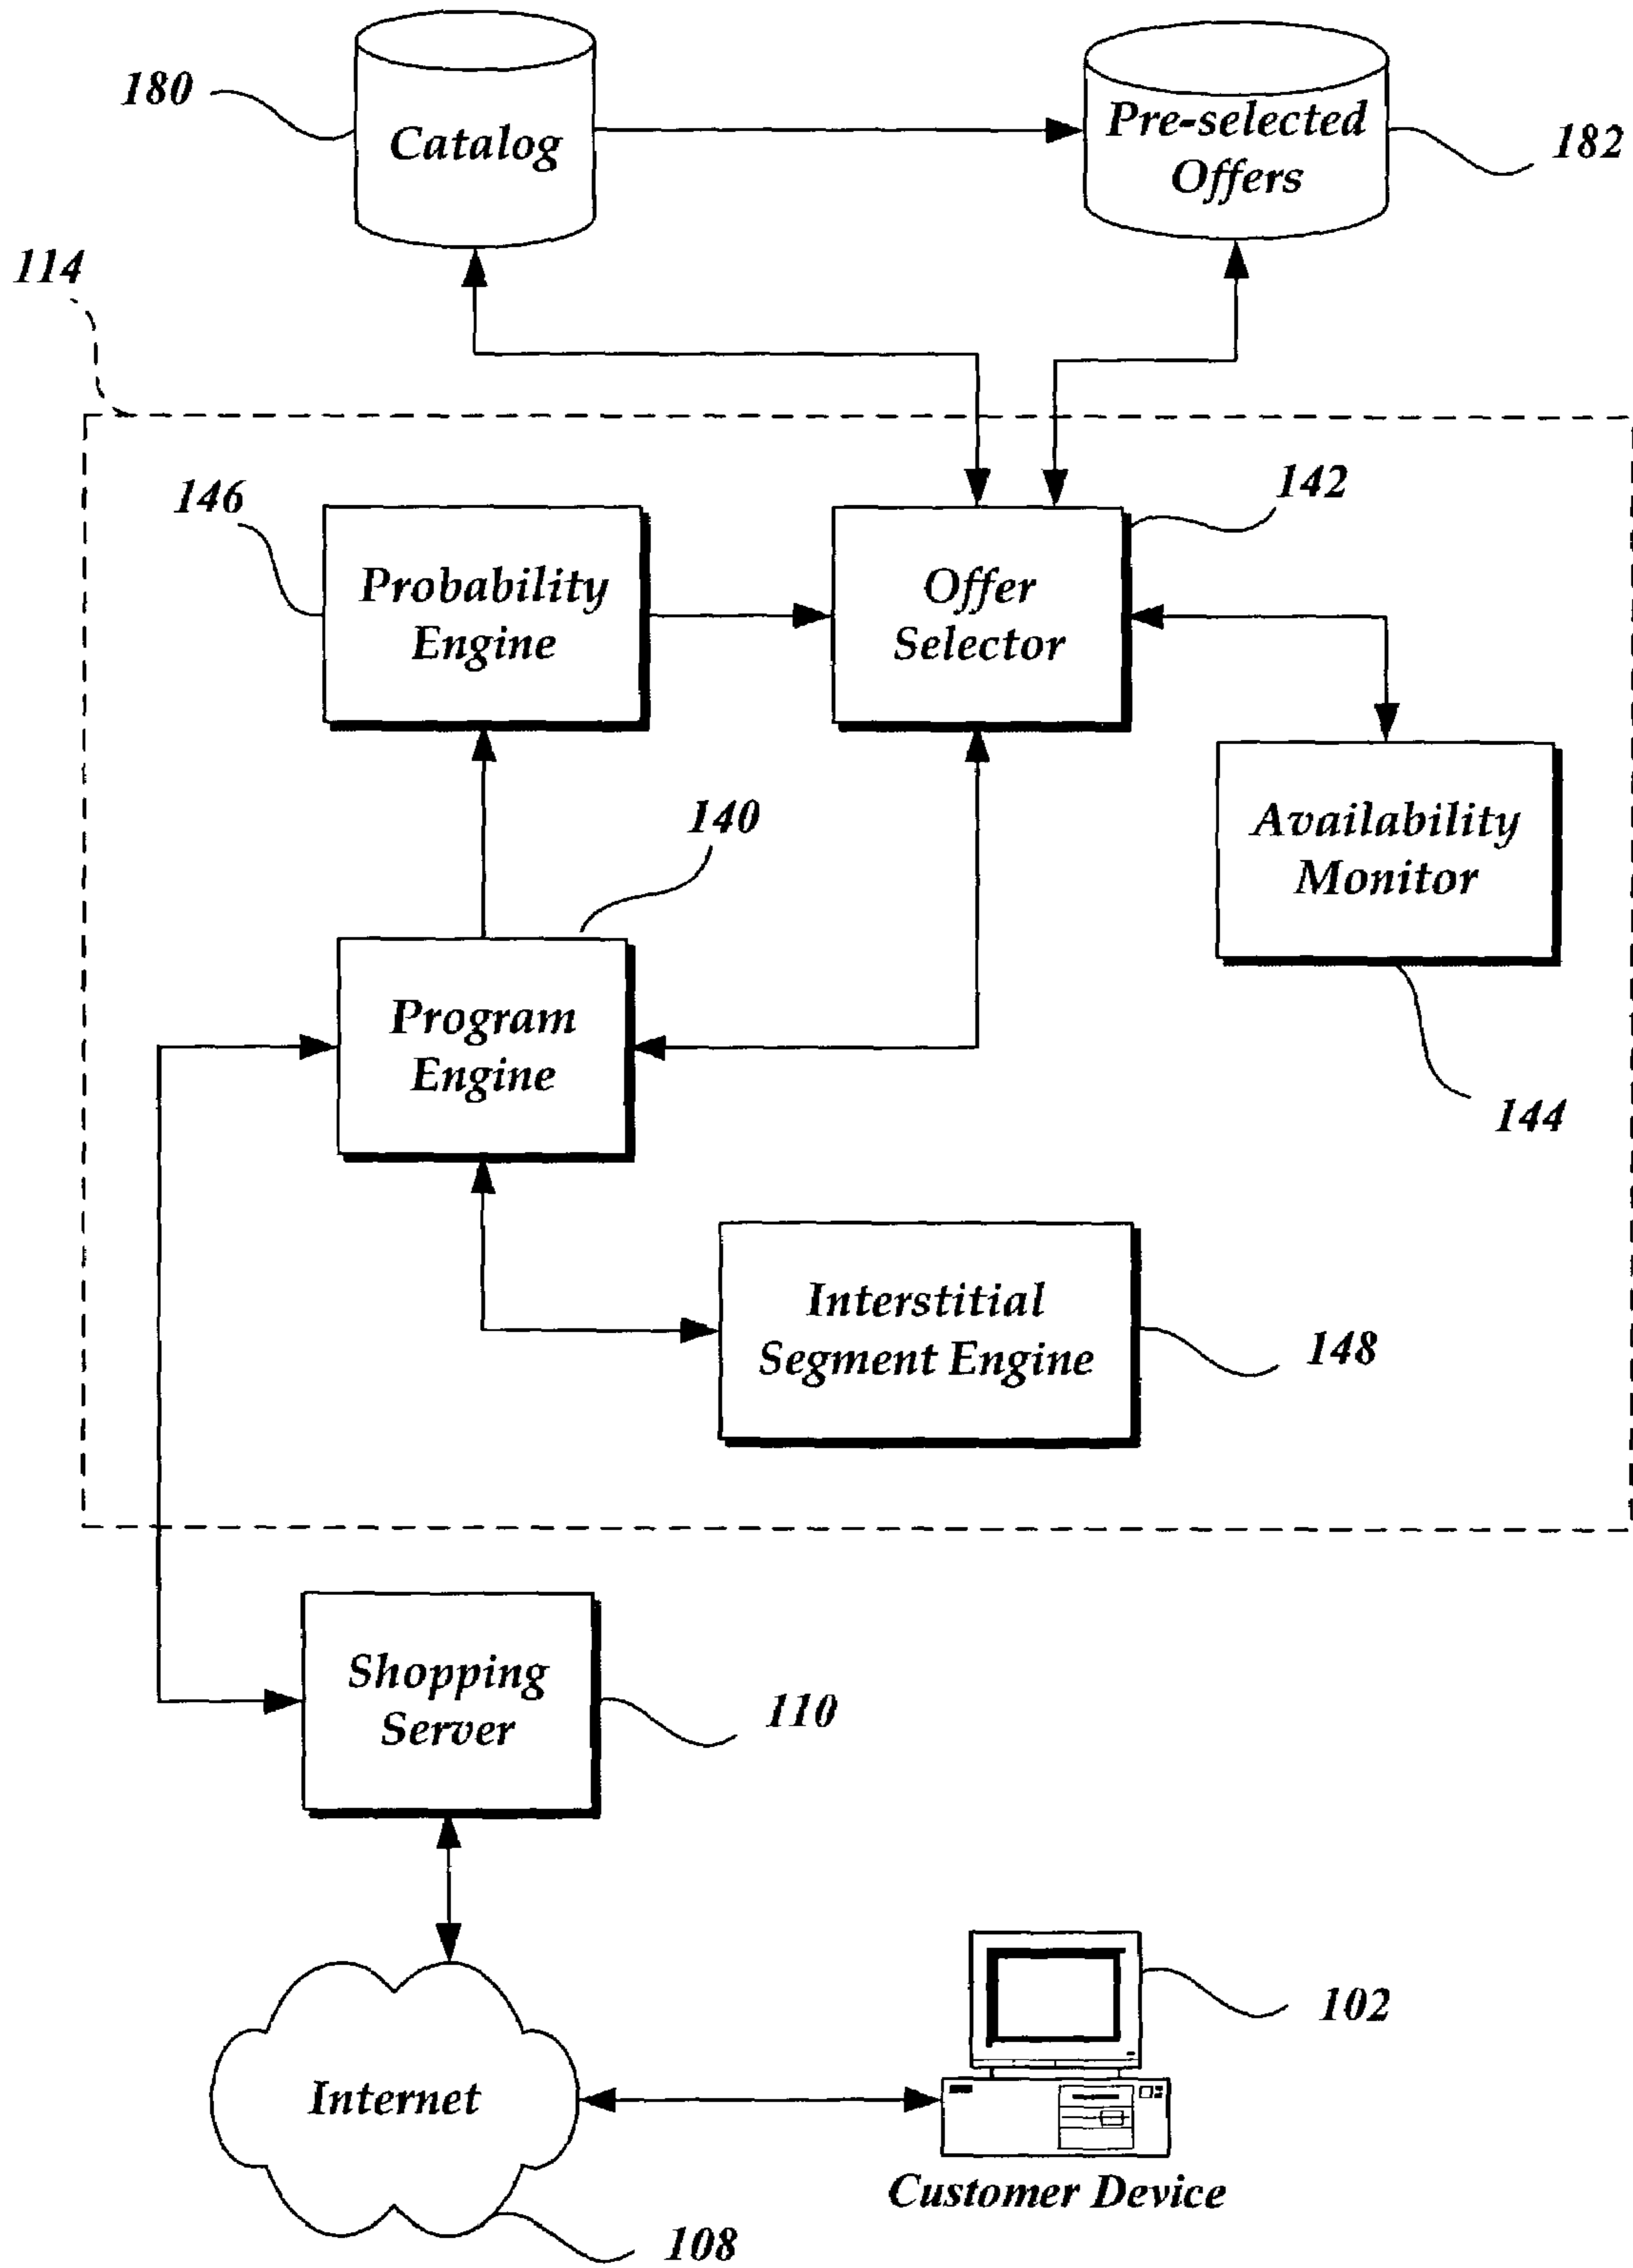 180
Catalog
Pre-selected
Offers
182
114
146
Probability
Engine
142
Offer
Selector
140
Availability
Monitor
144
Program
Engine
Interstitial
Segment Engine
148
Shopping
Server
110
102
Internet
Customer Device
108